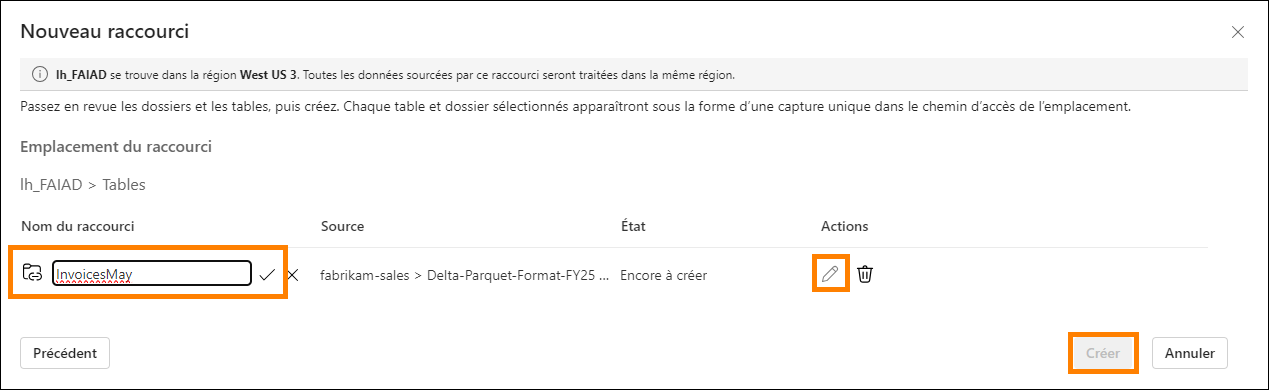 Nouveau raccourci
lh_FAIAD se trouve dans la région West US 3. Toutes les données sourcées par ce raccourci seront traitées dans la même région.
Passez en revue les dossiers et les tables, puis créez. Chaque table et dossier sélectionnés apparaîtront sous la forme d'une capture unique dans le chemin d'accès de l'emplacement.
Emplacement du raccourci
lh_FAIAD > Tables
Nom du raccourci Source État Actions
InvoicesMay fabrikam-sales > Delta-Parquet-Format-FY25 ... Encore à créer
Précédent Créer Annuler